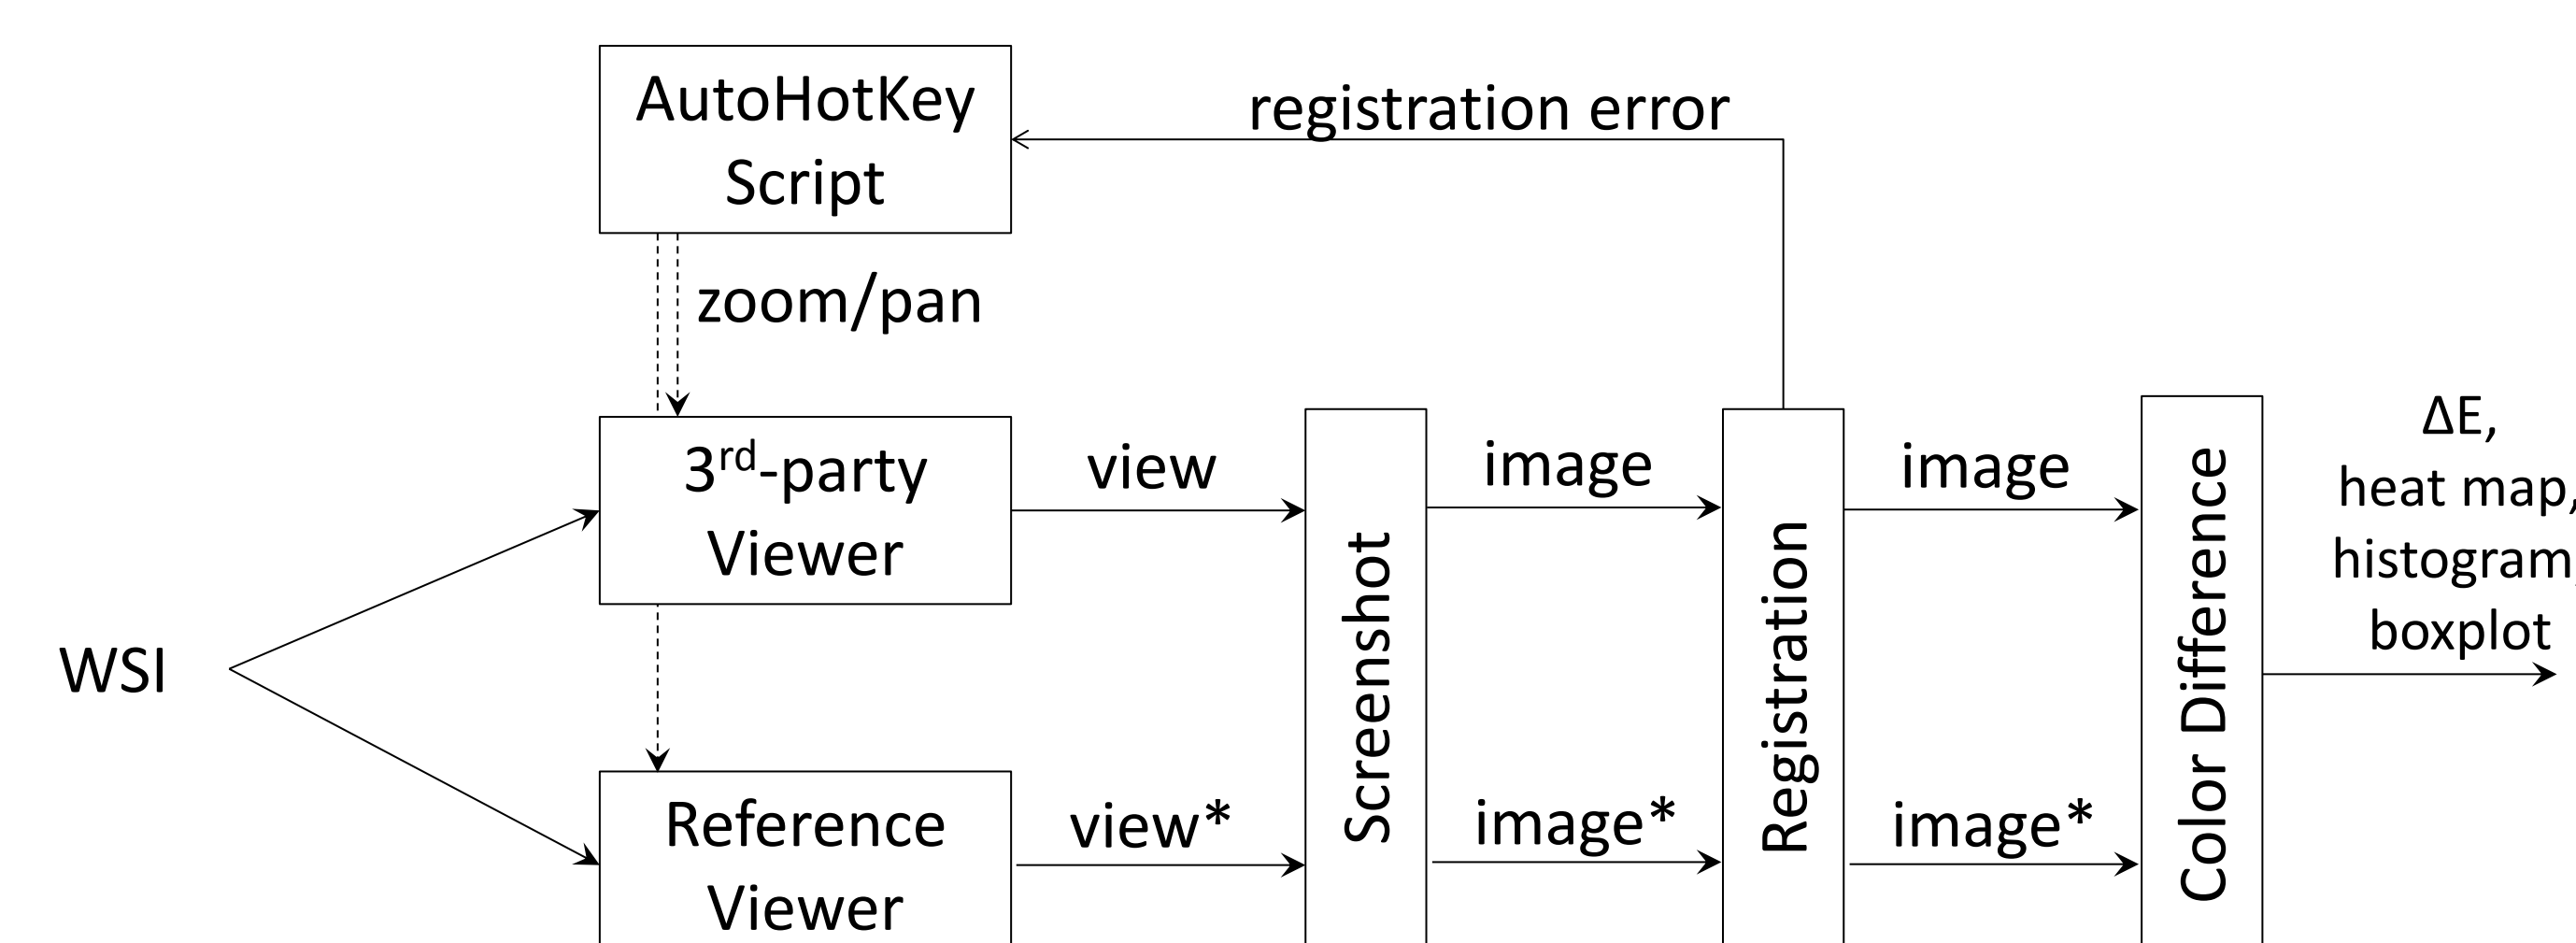 AutoHotKey
Script
registration error
zoom/pan
3rd-party
Viewer
view
image
image
ΔE,
heat map,
histogram,
boxplot
WSI
Screenshot
Registration
Color Difference
Reference
Viewer
view*
image*
image*